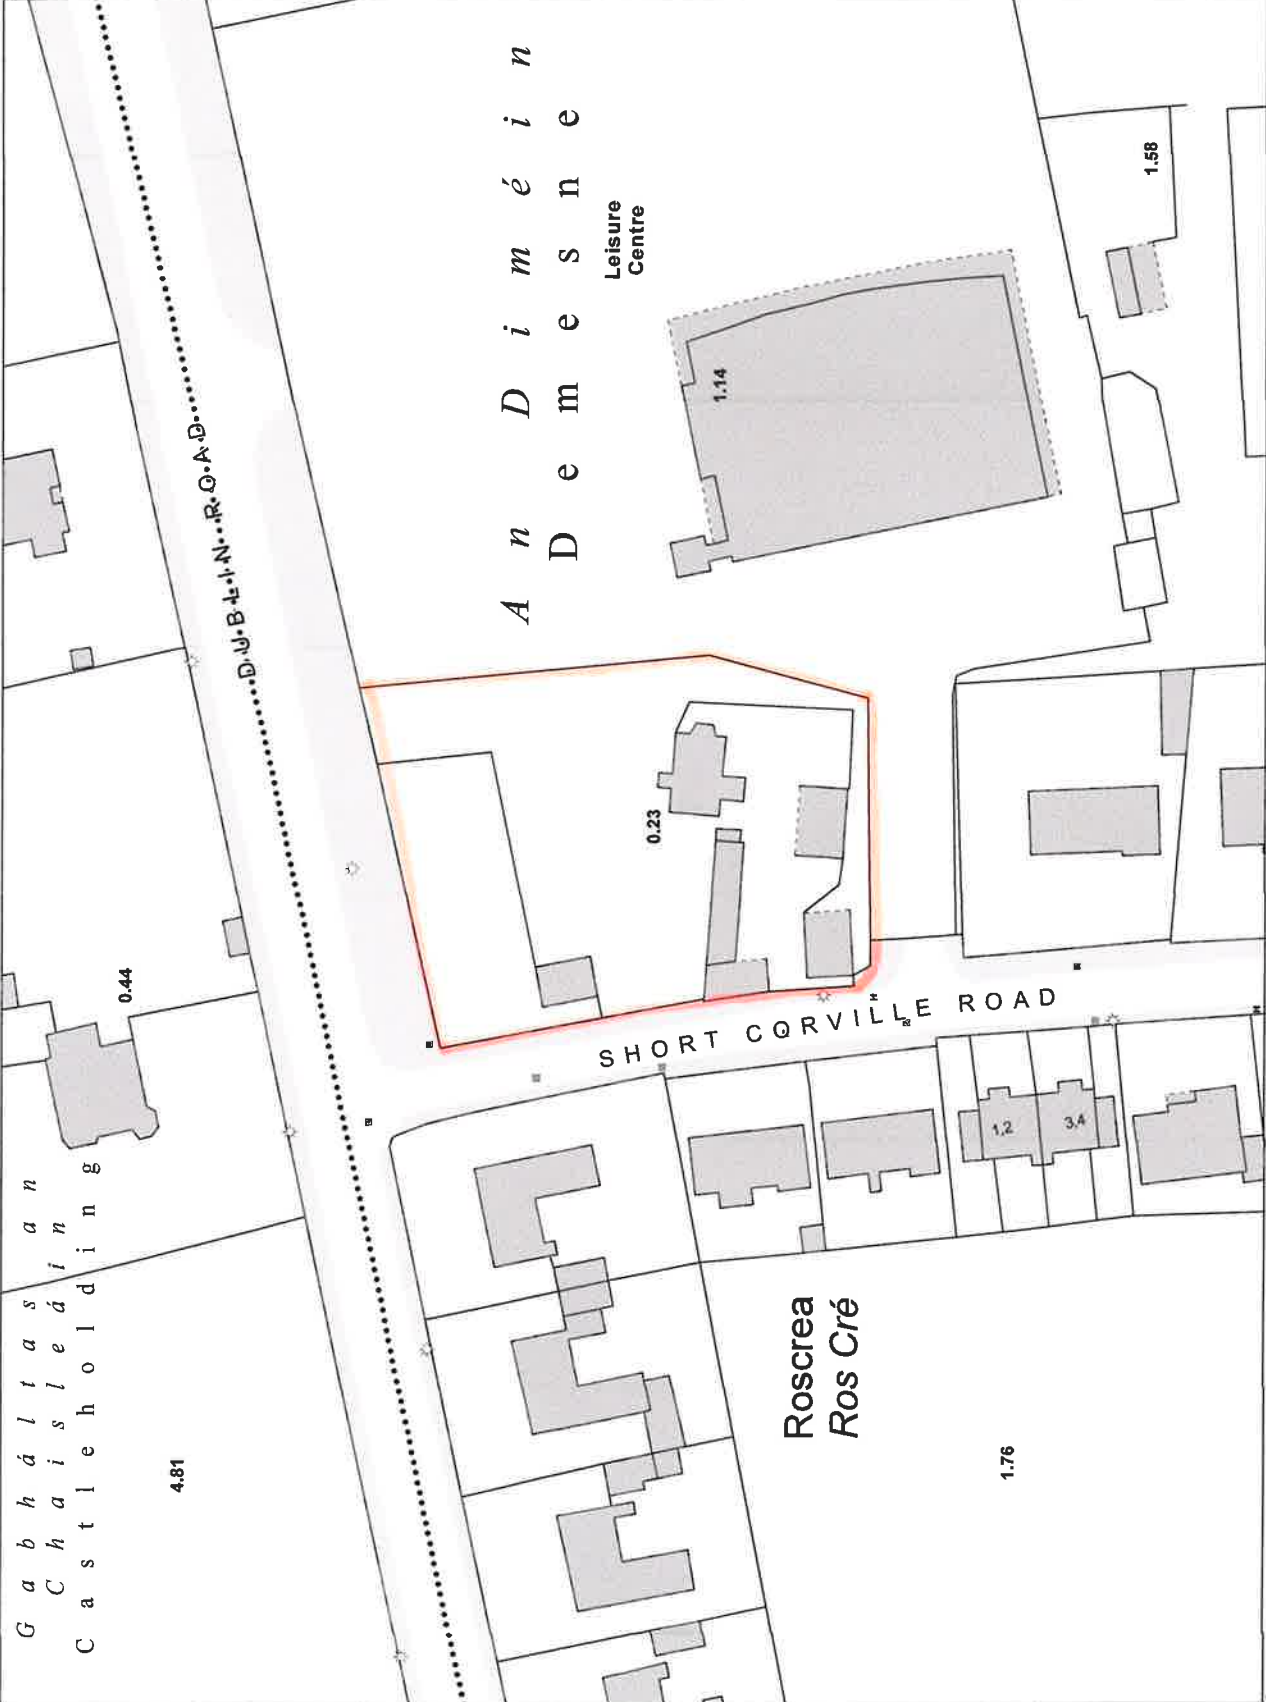 Gabháltas an
Chaisleáin
Castleholding
4.81
0.44
DUBLIN ROAD
An Diméin
Demesne
Leisure
Centre
1.14
1.58
0.23
SHORT CORVILLE ROAD
1,2
3,4
Roscrea
Ros Cré
1.76